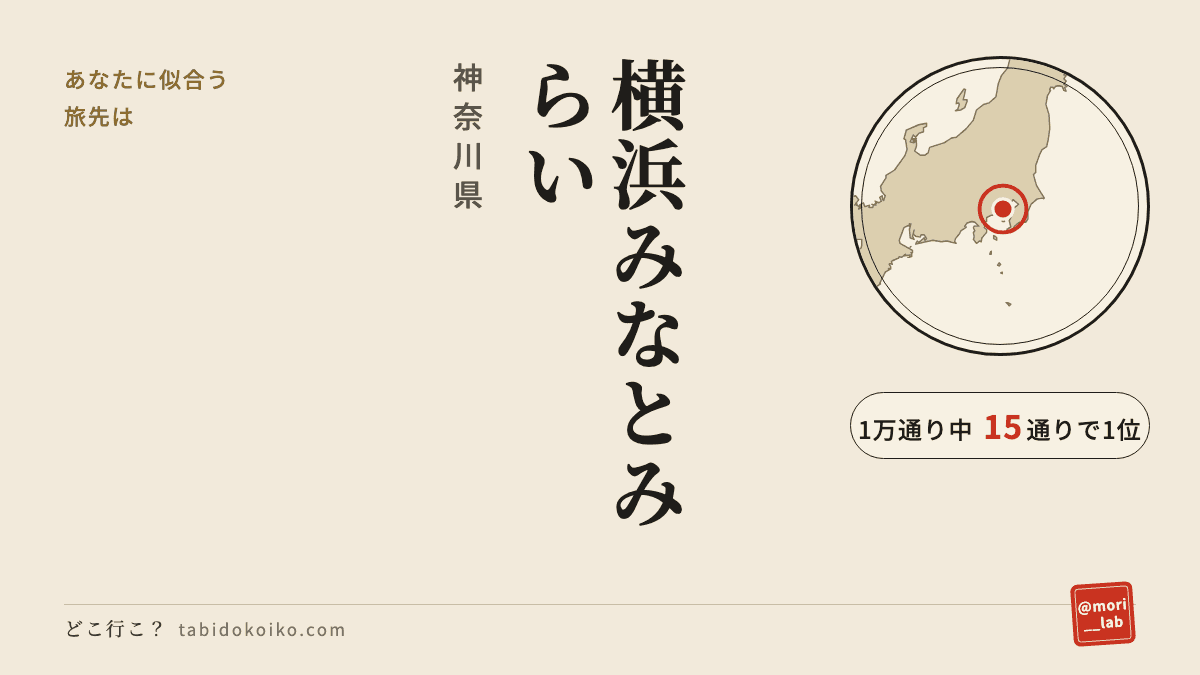 あなたに似合う
旅先は
横浜みなとみ
らい
神奈川県
1万通り中 15通りで1位
どこ行こ？ tabidokoiko.com
@mori
__lab